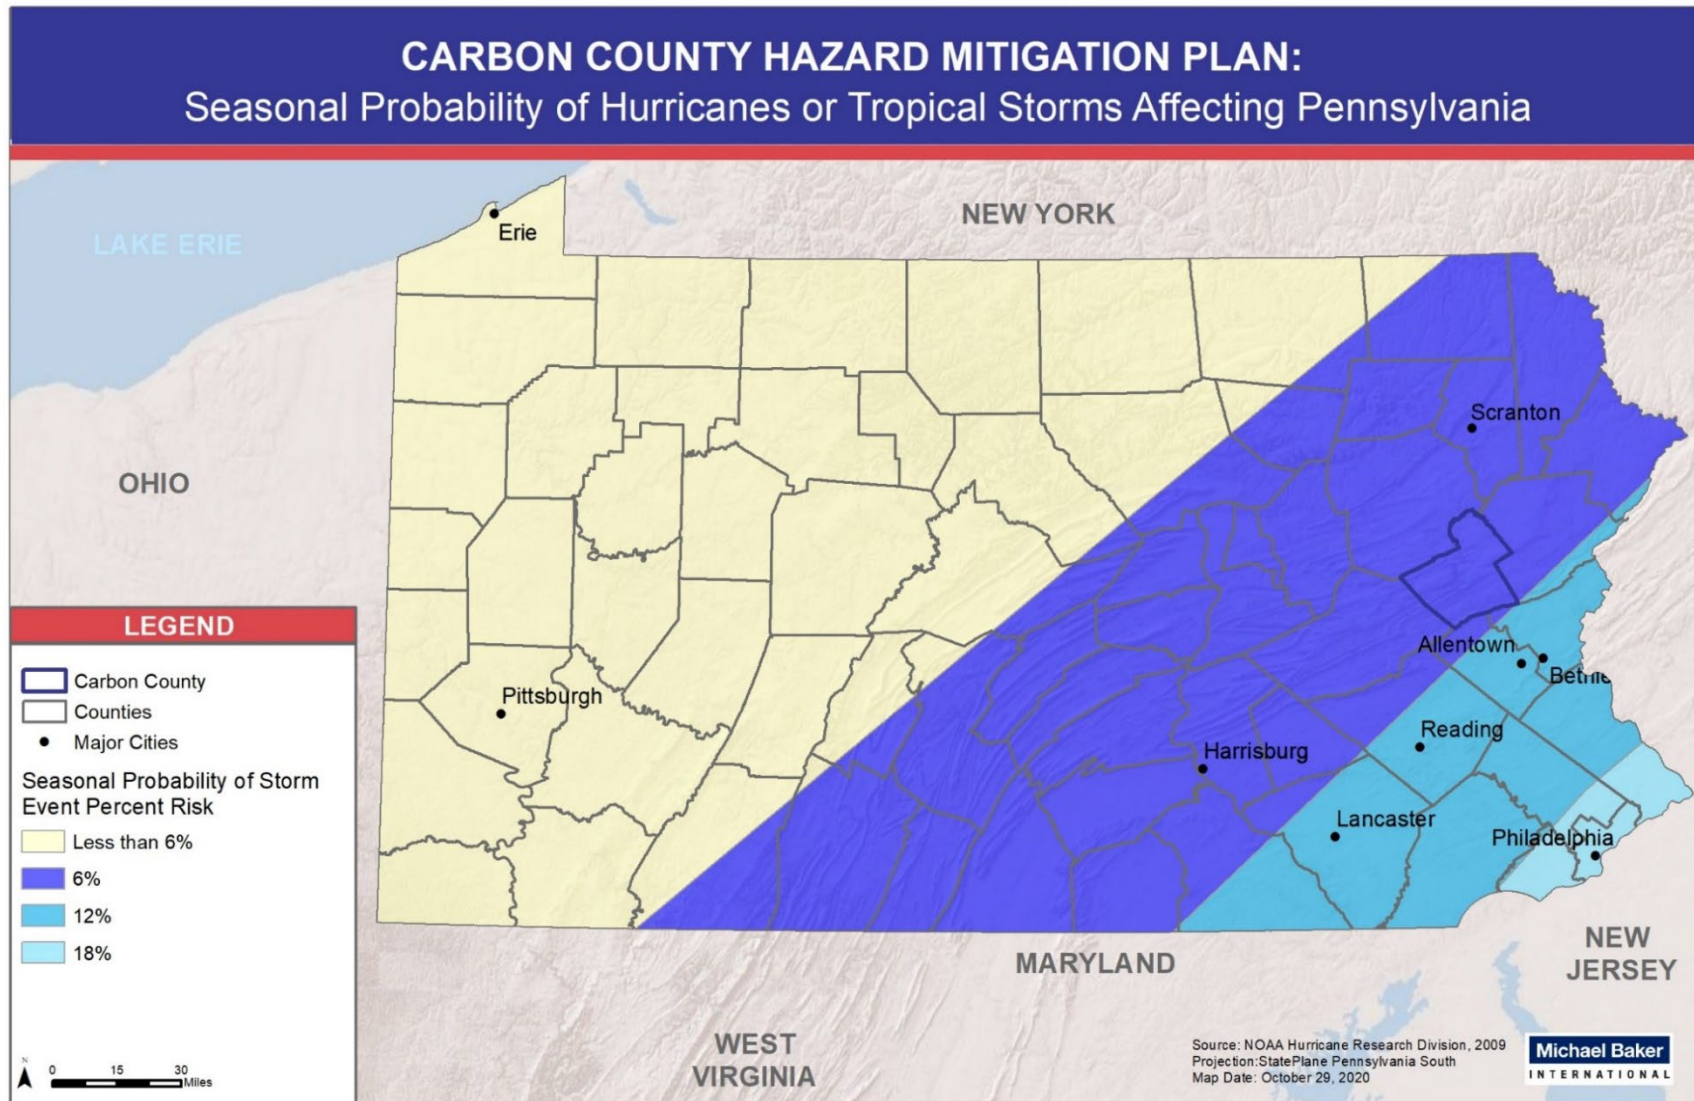 CARBON COUNTY HAZARD MITIGATION PLAN:
Seasonal Probability of Hurricanes or Tropical Storms Affecting Pennsylvania
NEW YORK
LAKE ERIE
Erie
Scranton
OHIO
Allentown
Bethle
Pittsburgh
Reading
Harrisburg
Lancaster
Philadelphia
MARYLAND
NEW
JERSEY
WEST
VIRGINIA
LEGEND
Carbon County
Counties
Major Cities
Seasonal Probability of Storm
Event Percent Risk
Less than 6%
6%
12%
18%
N
0 15 30
Miles
Source: NOAA Hurricane Research Division, 2009
Projection:StatePlane Pennsylvania South
Map Date: October 29, 2020
Michael Baker
INTERNATIONAL